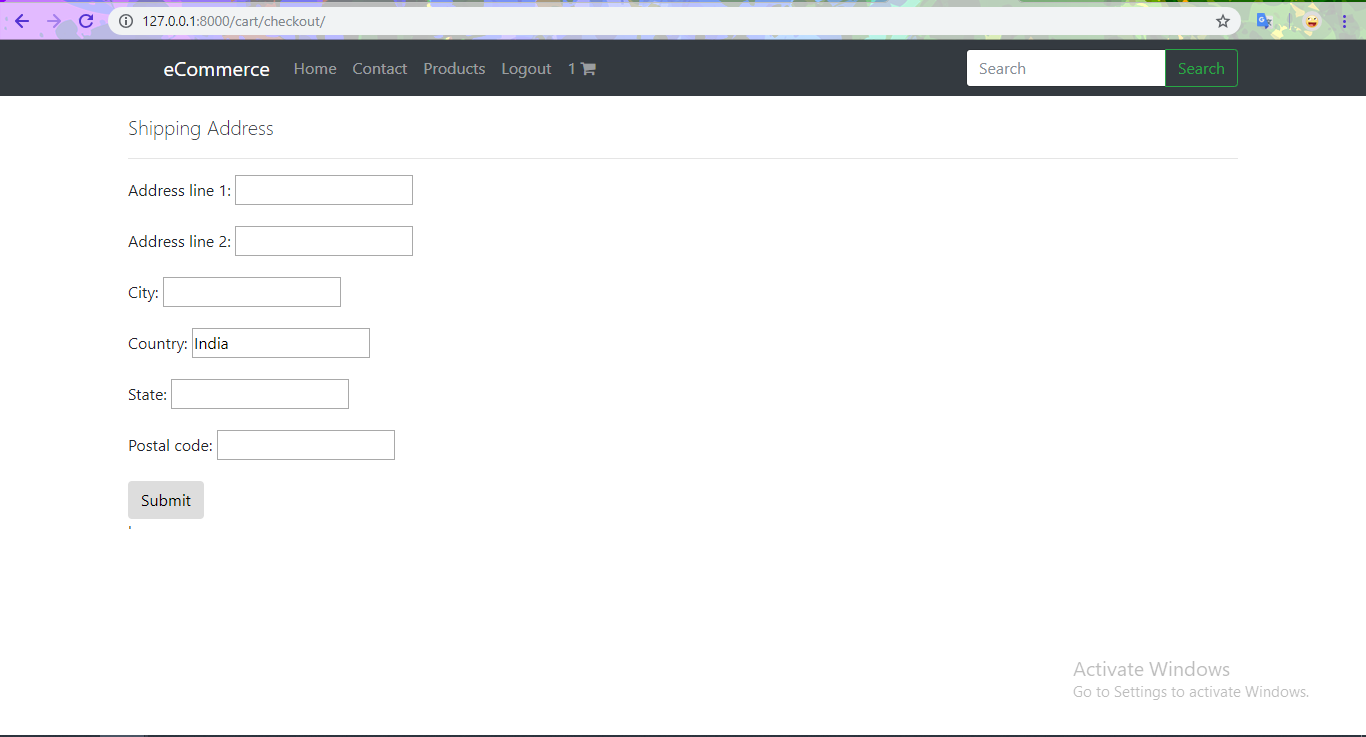 127.0.0.1:8000/cart/checkout/
eCommerce Home Contact Products Logout 1 Search Search
Shipping Address
Address line 1:
Address line 2:
City:
Country: India
State:
Postal code:
Submit
Activate Windows
Go to Settings to activate Windows.